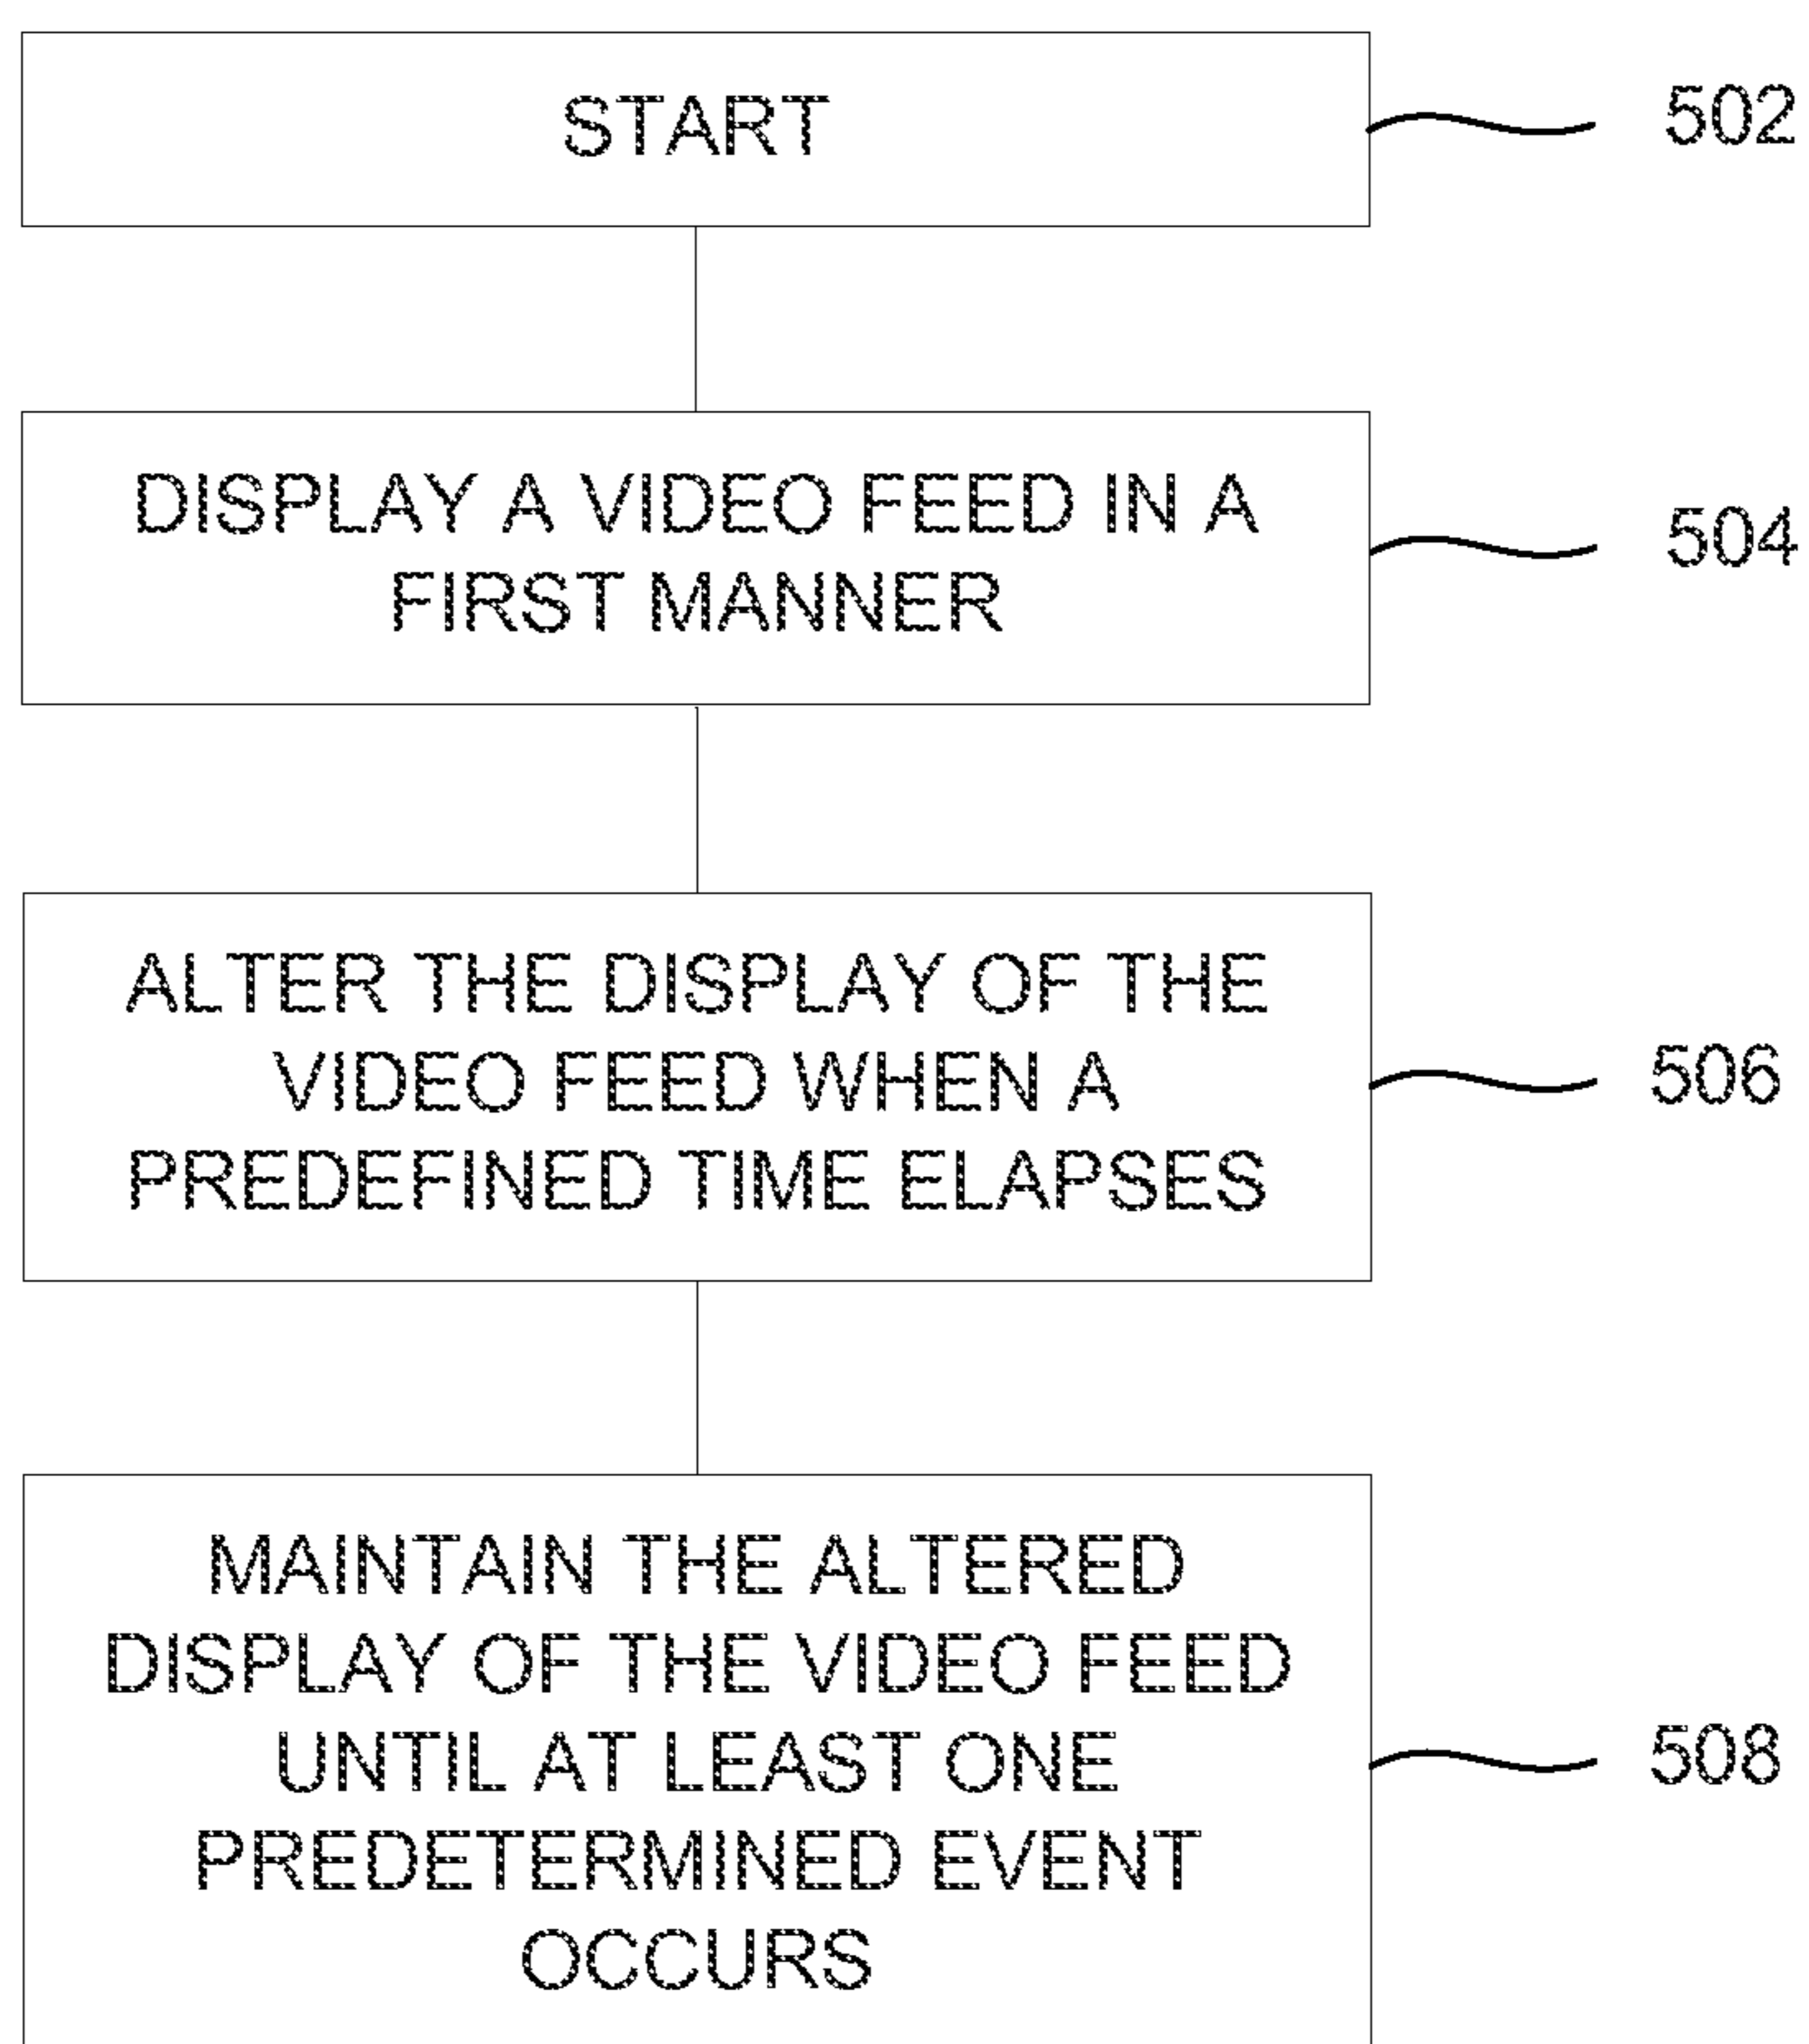 START
502
DISPLAY A VIDEO FEED IN A
FIRST MANNER
504
ALTER THE DISPLAY OF THE
VIDEO FEED WHEN A
PREDEFINED TIME ELAPSES
506
MAINTAIN THE ALTERED
DISPLAY OF THE VIDEO FEED
UNTIL AT LEAST ONE
PREDETERMINED EVENT
OCCURS
508